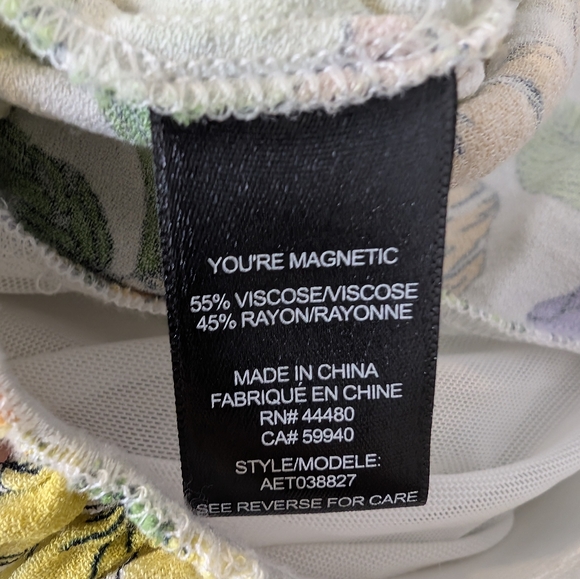 YOU'RE MAGNETIC
55% VISCOSE/VISCOSE
45% RAYON/RAYONNE
MADE IN CHINA
FABRIQUÉ EN CHINE
RN# 44480
CA# 59940
STYLE/MODELE:
AET038827
SEE REVERSE FOR CARE